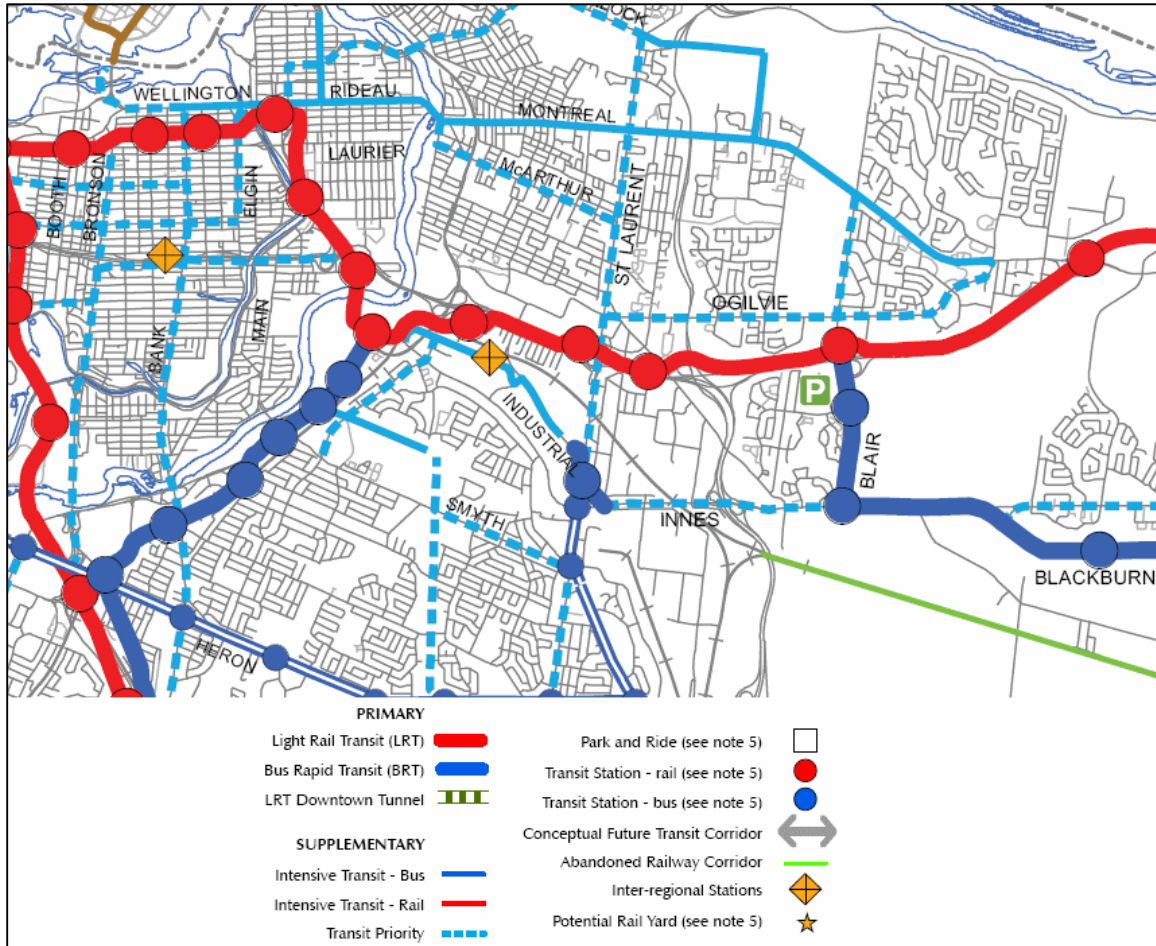 LOCK
WELLINGTON
RIDEAU
MONTREAL
LAURIER
McARTHUR
ST LAURENT
BOOTH
BRONSON
ELGIN
BANK
MAIN
OGILVIE
P
INDUSTRIAL
BLAIR
SMYTH
INNES
BLACKBURN
HERON
PRIMARY
Light Rail Transit (LRT)
Bus Rapid Transit (BRT)
LRT Downtown Tunnel
SUPPLEMENTARY
Intensive Transit - Bus
Intensive Transit - Rail
Transit Priority
Park and Ride (see note 5)
Transit Station - rail (see note 5)
Transit Station - bus (see note 5)
Conceptual Future Transit Corridor
Abandoned Railway Corridor
Inter-regional Stations
Potential Rail Yard (see note 5)